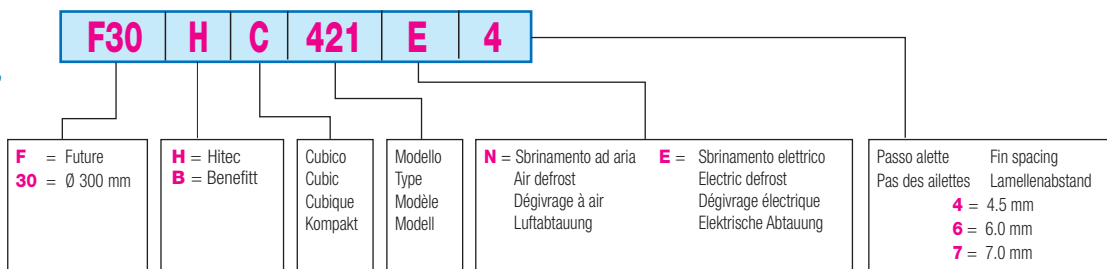 F30 H C 421 E 4
F = Future
30 = Ø 300 mm
H = Hitec
B = Benefitt
Cubico
Cubic
Cubique
Kompakt
Modello
Type
Modèle
Modell
N = Sbrinamento ad aria
Air defrost
Dégivrage à air
Luftabtauung
E = Sbrinamento elettrico
Electric defrost
Dégivrage électrique
Elektrische Abtauung
Passo alette Fin spacing
Pas des ailettes Lamellenabstand
4 = 4.5 mm
6 = 6.0 mm
7 = 7.0 mm